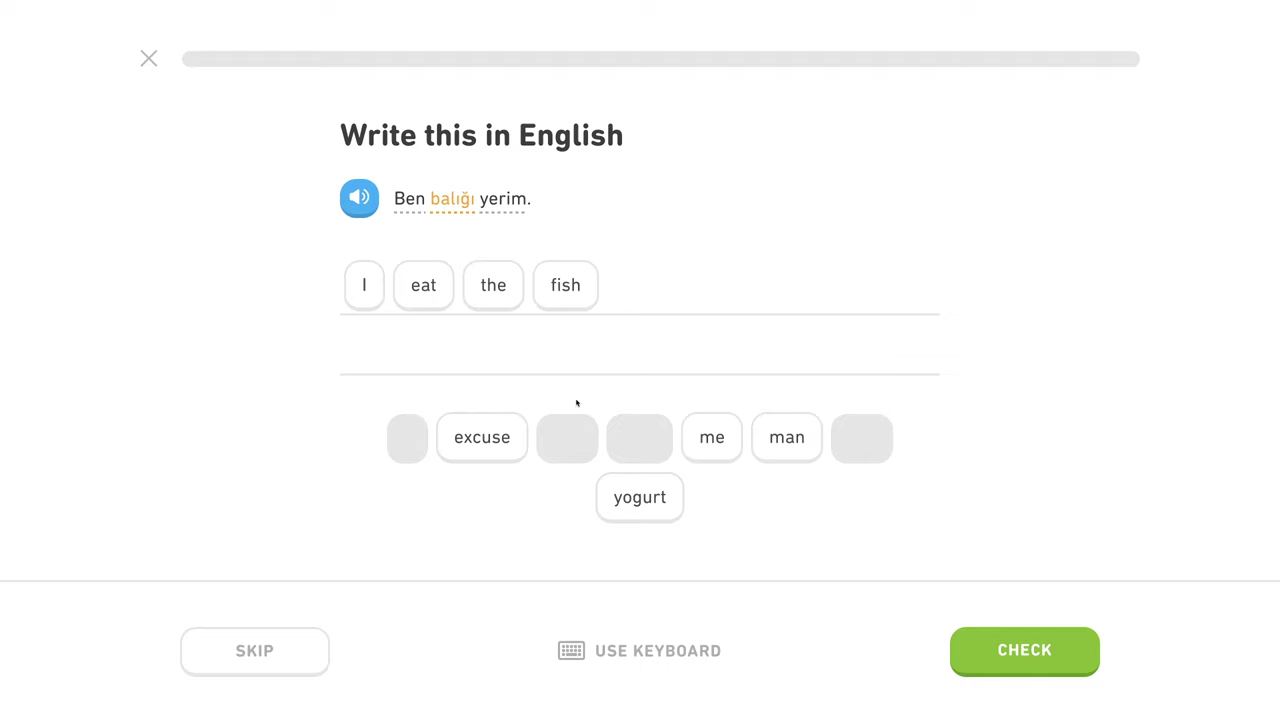 Write this in English
Ben balığı yerim.
I eat the fish
excuse me man
yogurt
SKIP USE KEYBOARD CHECK